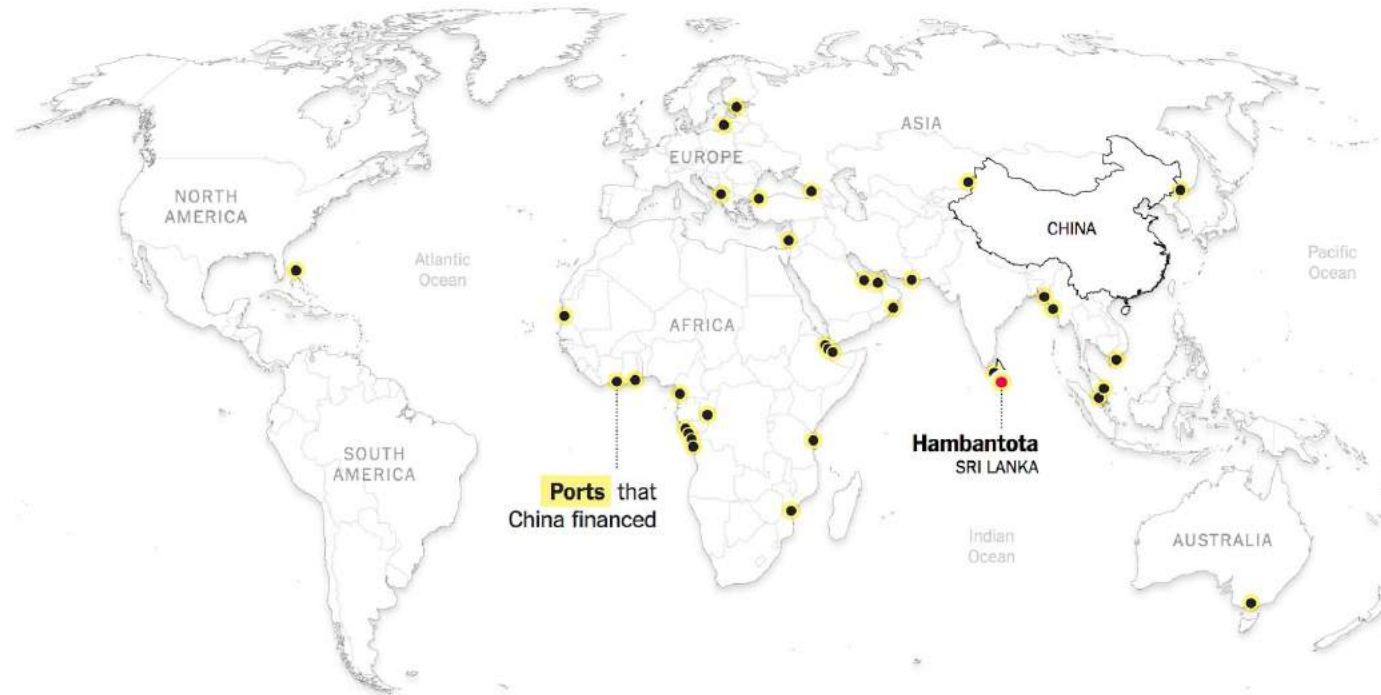 ASIA
EUROPE
NORTH
AMERICA
CHINA
Atlantic
Ocean
Pacific
Ocean
AFRICA
Hambantota
SRI LANKA
SOUTH
AMERICA
Ports that
China financed
Indian
Ocean
AUSTRALIA